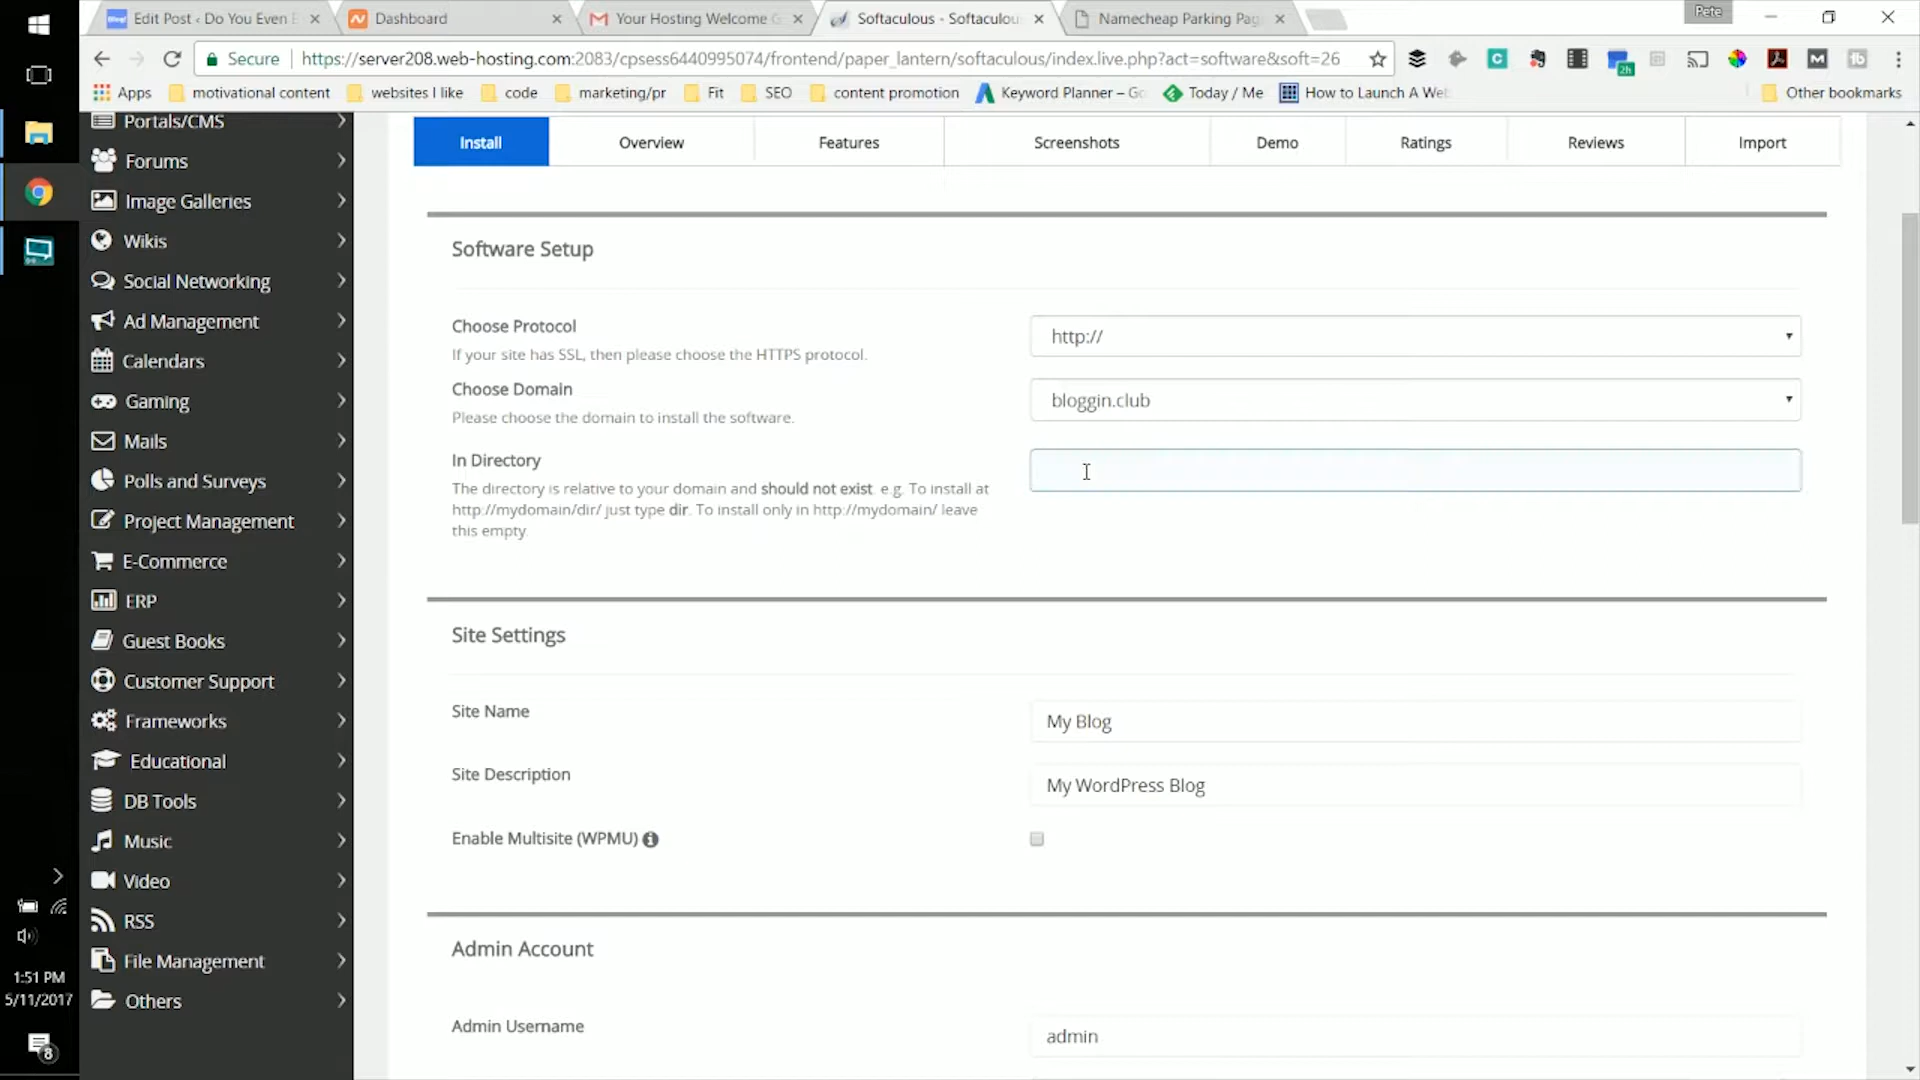 Edit Post ‹ Do You Even
Dashboard
Your Hosting Welcome
Softaculous - Softaculou
Namecheap Parking Pag
Pete
Secure
https://server208.web-hosting.com:2083/cpsess6440995074/frontend/paper_lantern/softaculous/index.live.php?act=software&soft=26
Apps
motivational content
websites I like
code
marketing/pr
Fit
SEO
content promotion
Keyword Planner – Go
Today / Me
How to Launch A Web
Other bookmarks
Portals/CMS
Forums
Image Galleries
Wikis
Social Networking
Ad Management
Calendars
Gaming
Mails
Polls and Surveys
Project Management
E-Commerce
ERP
Guest Books
Customer Support
Frameworks
Educational
DB Tools
Music
Video
RSS
File Management
Others
1:51 PM
5/11/2017
8
2h
Install
Overview
Features
Screenshots
Demo
Ratings
Reviews
Import
Software Setup
Choose Protocol
If your site has SSL, then please choose the HTTPS protocol.
http://
Choose Domain
Please choose the domain to install the software.
bloggin.club
In Directory
The directory is relative to your domain and should not exist. e.g. To install at
http://mydomain/dir/ just type dir. To install only in http://mydomain/ leave
this empty.
Site Settings
Site Name
My Blog
Site Description
My WordPress Blog
Enable Multisite (WPMU)
Admin Account
Admin Username
admin